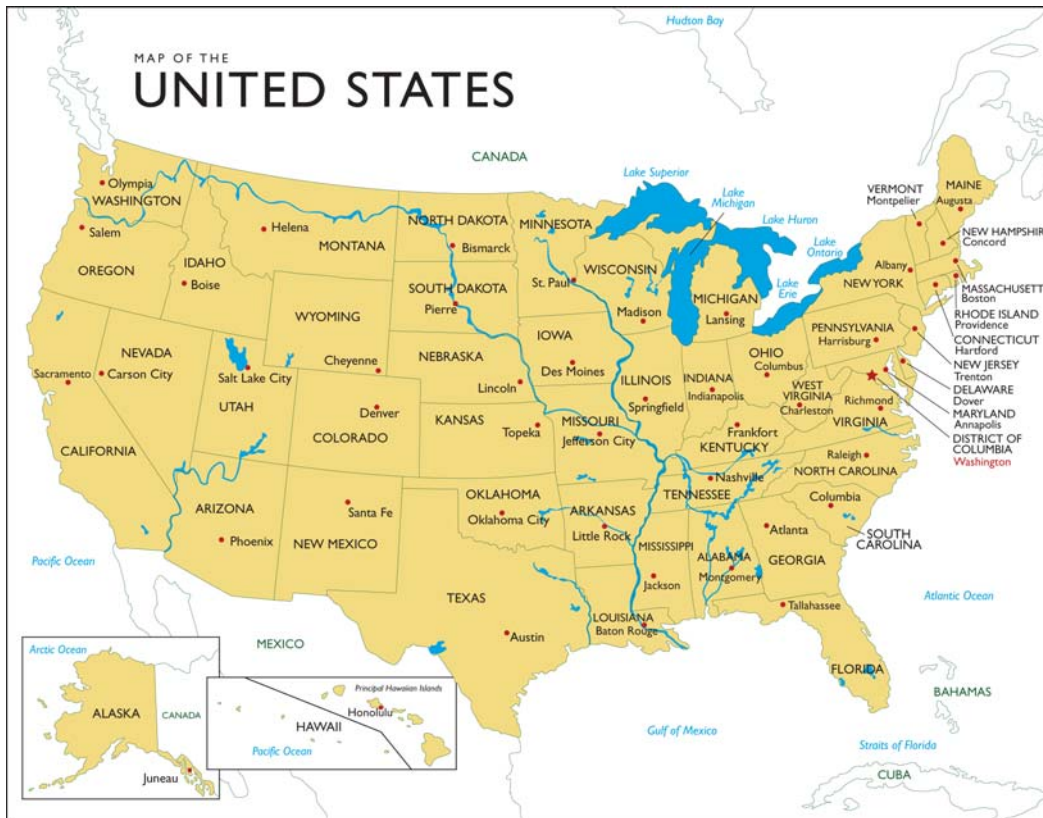 MAP OF THE
UNITED STATES
Hudson Bay
CANADA
Olympia
WASHINGTON
Salem
OREGON
Helena
MONTANA
IDAHO
Boise
NORTH DAKOTA
Bismarck
MINNESOTA
St. Paul
Lake Superior
Lake
Michigan
Lake Huron
Lake
Ontario
Lake
Erie
VERMONT
Montpelier
MAINE
Augusta
NEW HAMPSHIRE
Concord
Albany
NEW YORK
MASSACHUSETT
Boston
RHODE ISLAND
Providence
CONNECTICUT
Hartford
NEW JERSEY
Trenton
DELAWARE
Dover
MARYLAND
Annapolis
DISTRICT OF
COLUMBIA
Washington
WISCONSIN
Madison
MICHIGAN
Lansing
SOUTH DAKOTA
Pierre
WYOMING
Cheyenne
NEBRASKA
Lincoln
IOWA
Des Moines
PENNSYLVANIA
Harrisburg
OHIO
Columbus
INDIANA
Indianapolis
ILLINOIS
Springfield
WEST
VIRGINIA
Charleston
Richmond
VIRGINIA
NEVADA
Carson City
Sacramento
CALIFORNIA
Salt Lake City
UTAH
Denver
COLORADO
KANSAS
Topeka
MISSOURI
Jefferson City
Frankfort
KENTUCKY
Nashville
TENNESSEE
Raleigh
NORTH CAROLINA
Columbia
SOUTH
CAROLINA
ARIZONA
Phoenix
Santa Fe
NEW MEXICO
OKLAHOMA
Oklahoma City
ARKANSAS
Little Rock
MISSISSIPPI
Jackson
ALABAMA
Montgomery
Atlanta
GEORGIA
TEXAS
Austin
LOUISIANA
Baton Rouge
Tallahassee
FLORIDA
Pacific Ocean
Atlantic Ocean
MEXICO
Gulf of Mexico
BAHAMAS
Straits of Florida
CUBA
Arctic Ocean
ALASKA
CANADA
Juneau
Principal Hawaiian Islands
Honolulu
HAWAII
Pacific Ocean